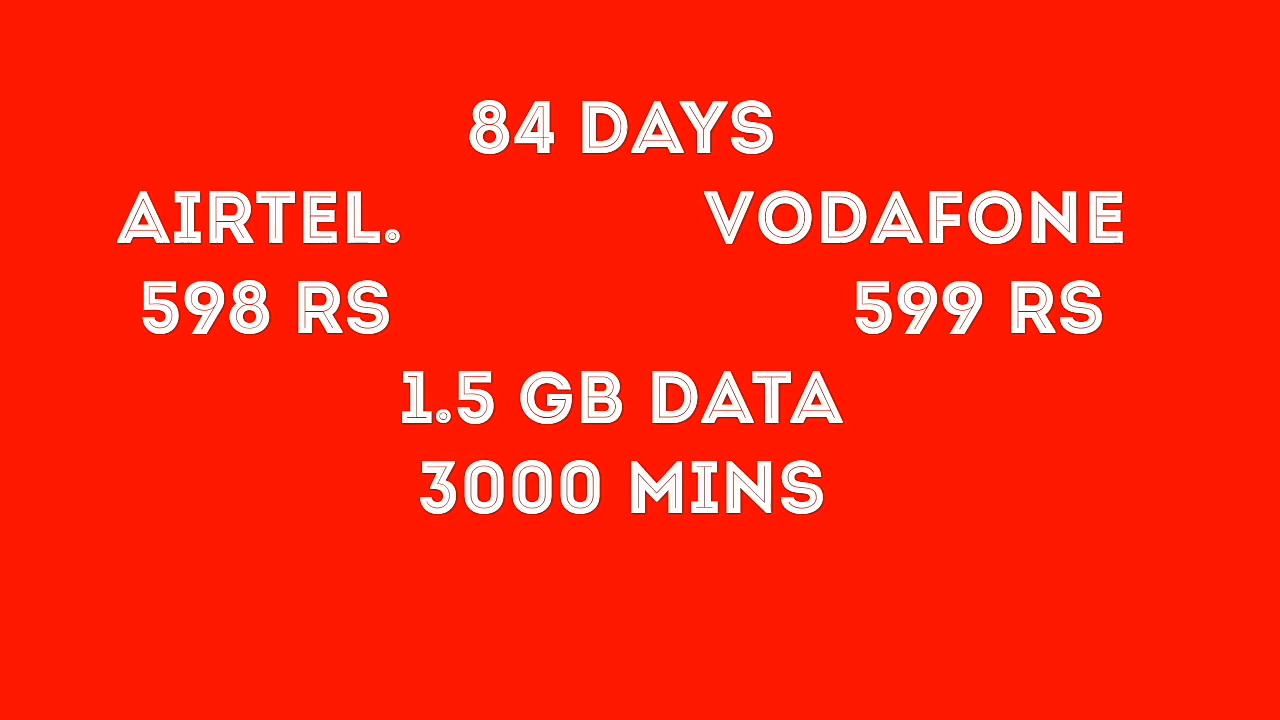 84 DAYS
AIRTEL. VODAFONE
598 RS 599 RS
1.5 GB DATA
3000 MINS